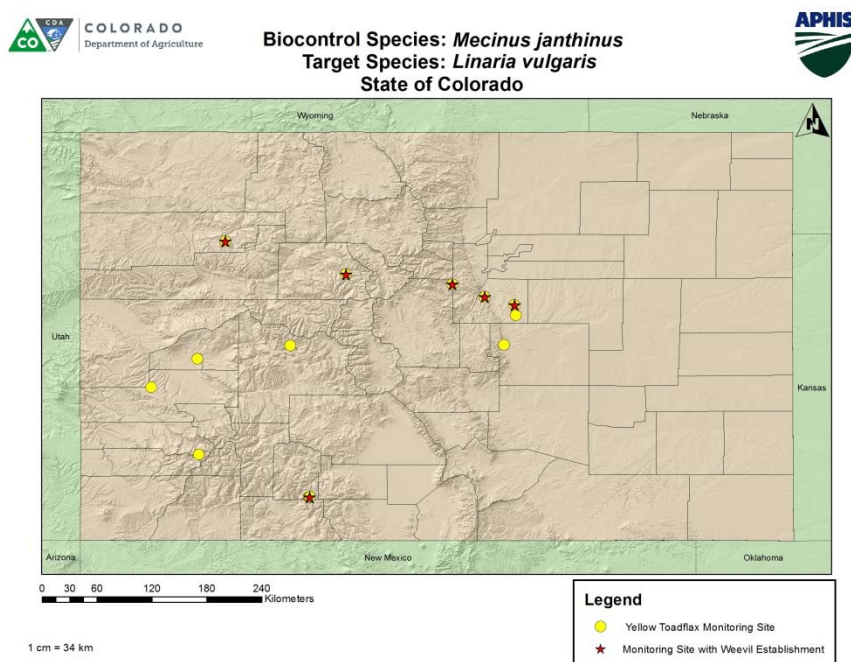 CO
CDA
COLORADO
Department of Agriculture
APHIS
Biocontrol Species: Mecinus janthinus
Target Species: Linaria vulgaris
State of Colorado
Wyoming
Nebraska
N
Utah
Kansas
Arizona
New Mexico
Oklahoma
0 30 60 120 180 240
Kilometers
1 cm = 34 km
Legend
Yellow Toadflax Monitoring Site
Monitoring Site with Weevil Establishment